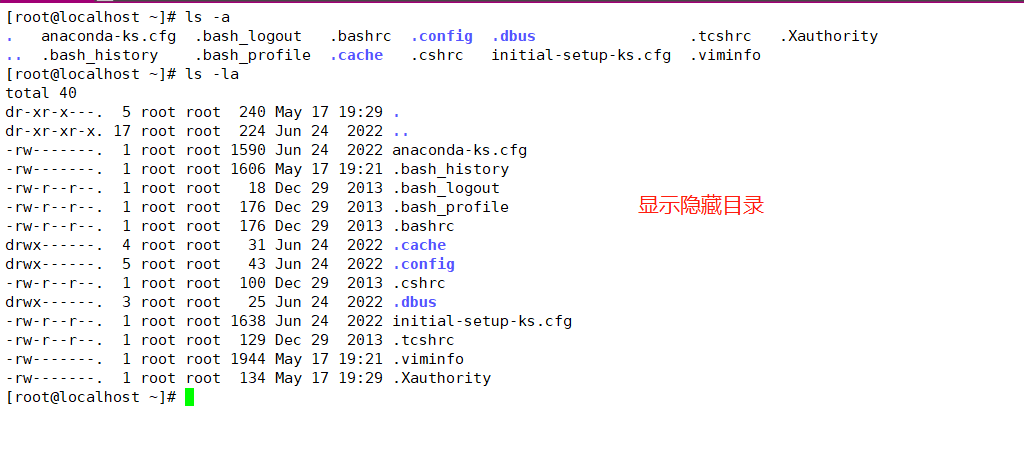 [root@localhost ~]# ls -a
.   anaconda-ks.cfg  .bash_logout   .bashrc  .config  .dbus                 .tcshrc   .Xauthority
..  .bash_history    .bash_profile  .cache   .cshrc   initial-setup-ks.cfg  .viminfo
[root@localhost ~]# ls -la
total 40
dr-xr-x---.  5 root root  240 May 17 19:29 .
dr-xr-xr-x. 17 root root  224 Jun 24  2022 ..
-rw-------.  1 root root 1590 Jun 24  2022 anaconda-ks.cfg
-rw-------.  1 root root 1606 May 17 19:21 .bash_history
-rw-r--r--.  1 root root   18 Dec 29  2013 .bash_logout
-rw-r--r--.  1 root root  176 Dec 29  2013 .bash_profile
显示隐藏目录
-rw-r--r--.  1 root root  176 Dec 29  2013 .bashrc
drwx------.  4 root root   31 Jun 24  2022 .cache
drwx------.  5 root root   43 Jun 24  2022 .config
-rw-r--r--.  1 root root  100 Dec 29  2013 .cshrc
drwx------.  3 root root   25 Jun 24  2022 .dbus
-rw-r--r--.  1 root root 1638 Jun 24  2022 initial-setup-ks.cfg
-rw-r--r--.  1 root root  129 Dec 29  2013 .tcshrc
-rw-------.  1 root root 1944 May 17 19:21 .viminfo
-rw-------.  1 root root  134 May 17 19:29 .Xauthority
[root@localhost ~]#